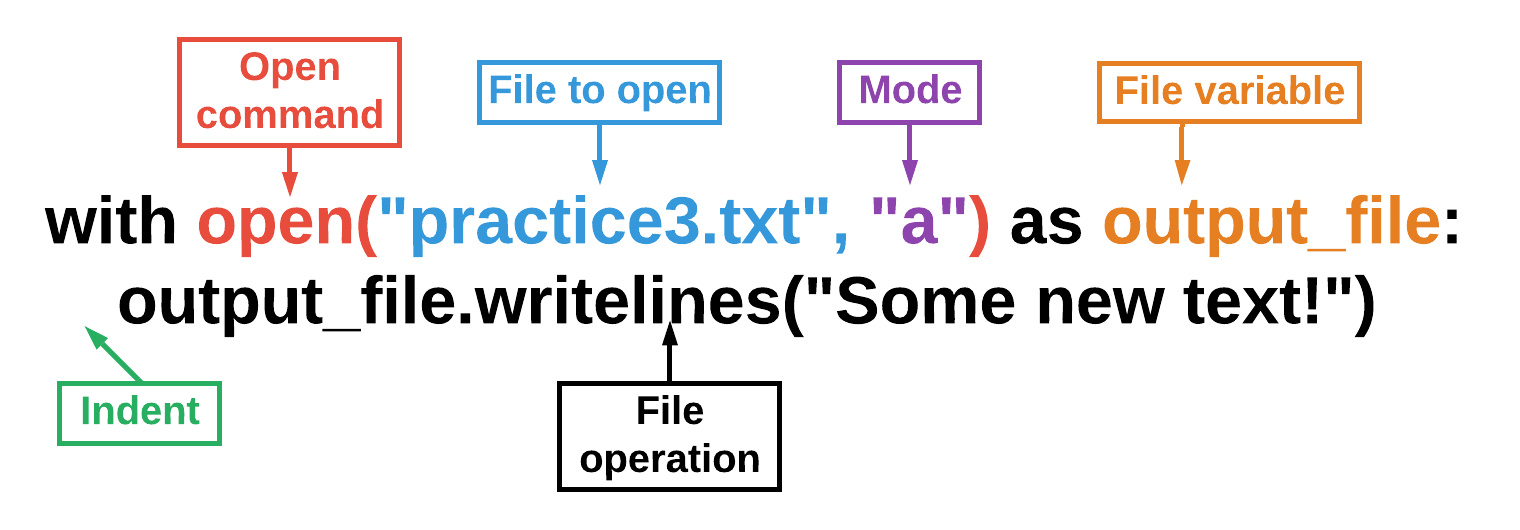 Open
command
File to open
Mode
File variable
with open("practice3.txt", "a") as output_file:
output_file.writelines("Some new text!")
Indent
File
operation